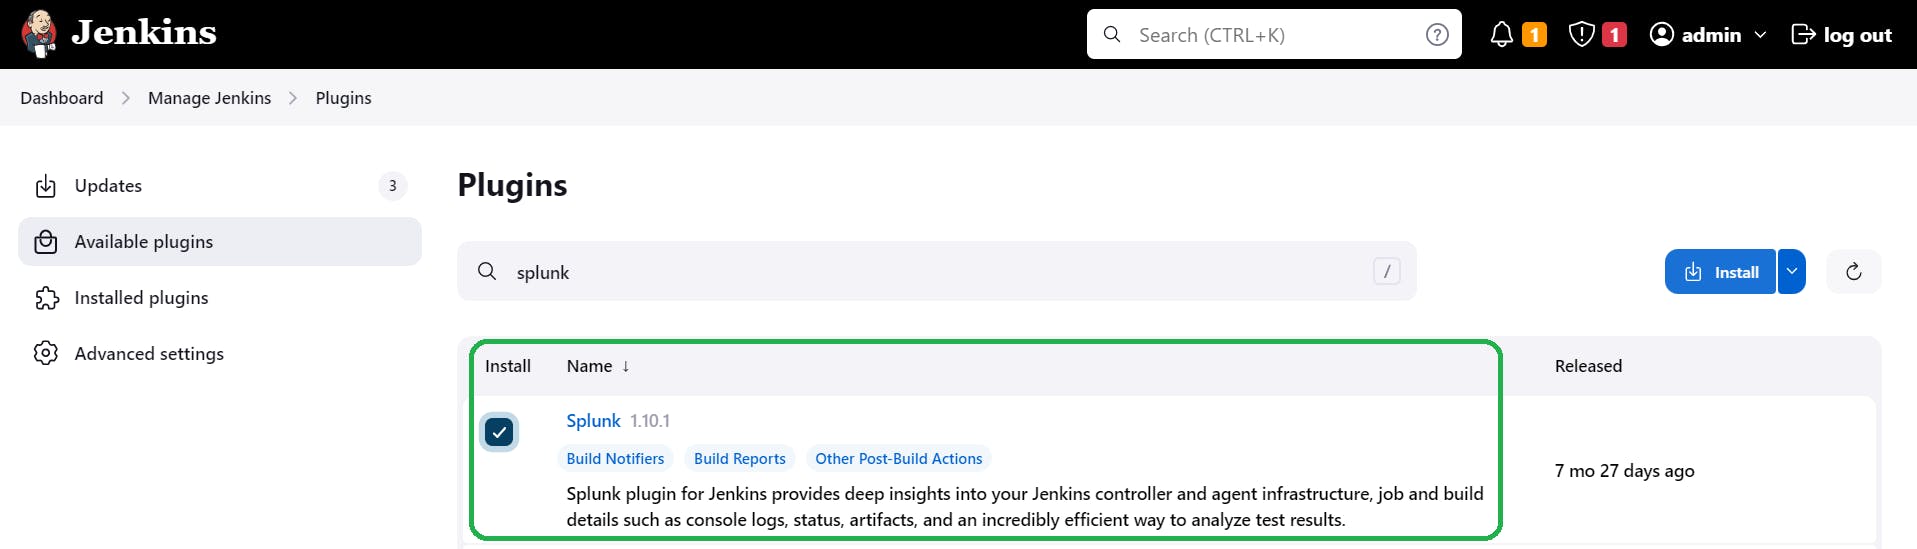 Jenkins
Search (CTRL+K)
?
1
1
admin
log out
Dashboard
Manage Jenkins
Plugins
Updates
3
Available plugins
Installed plugins
Advanced settings
Plugins
splunk
/
Install
Install
Name ↓
Released
Splunk 1.10.1
Build Notifiers
Build Reports
Other Post-Build Actions
Splunk plugin for Jenkins provides deep insights into your Jenkins controller and agent infrastructure, job and build
details such as console logs, status, artifacts, and an incredibly efficient way to analyze test results.
7 mo 27 days ago